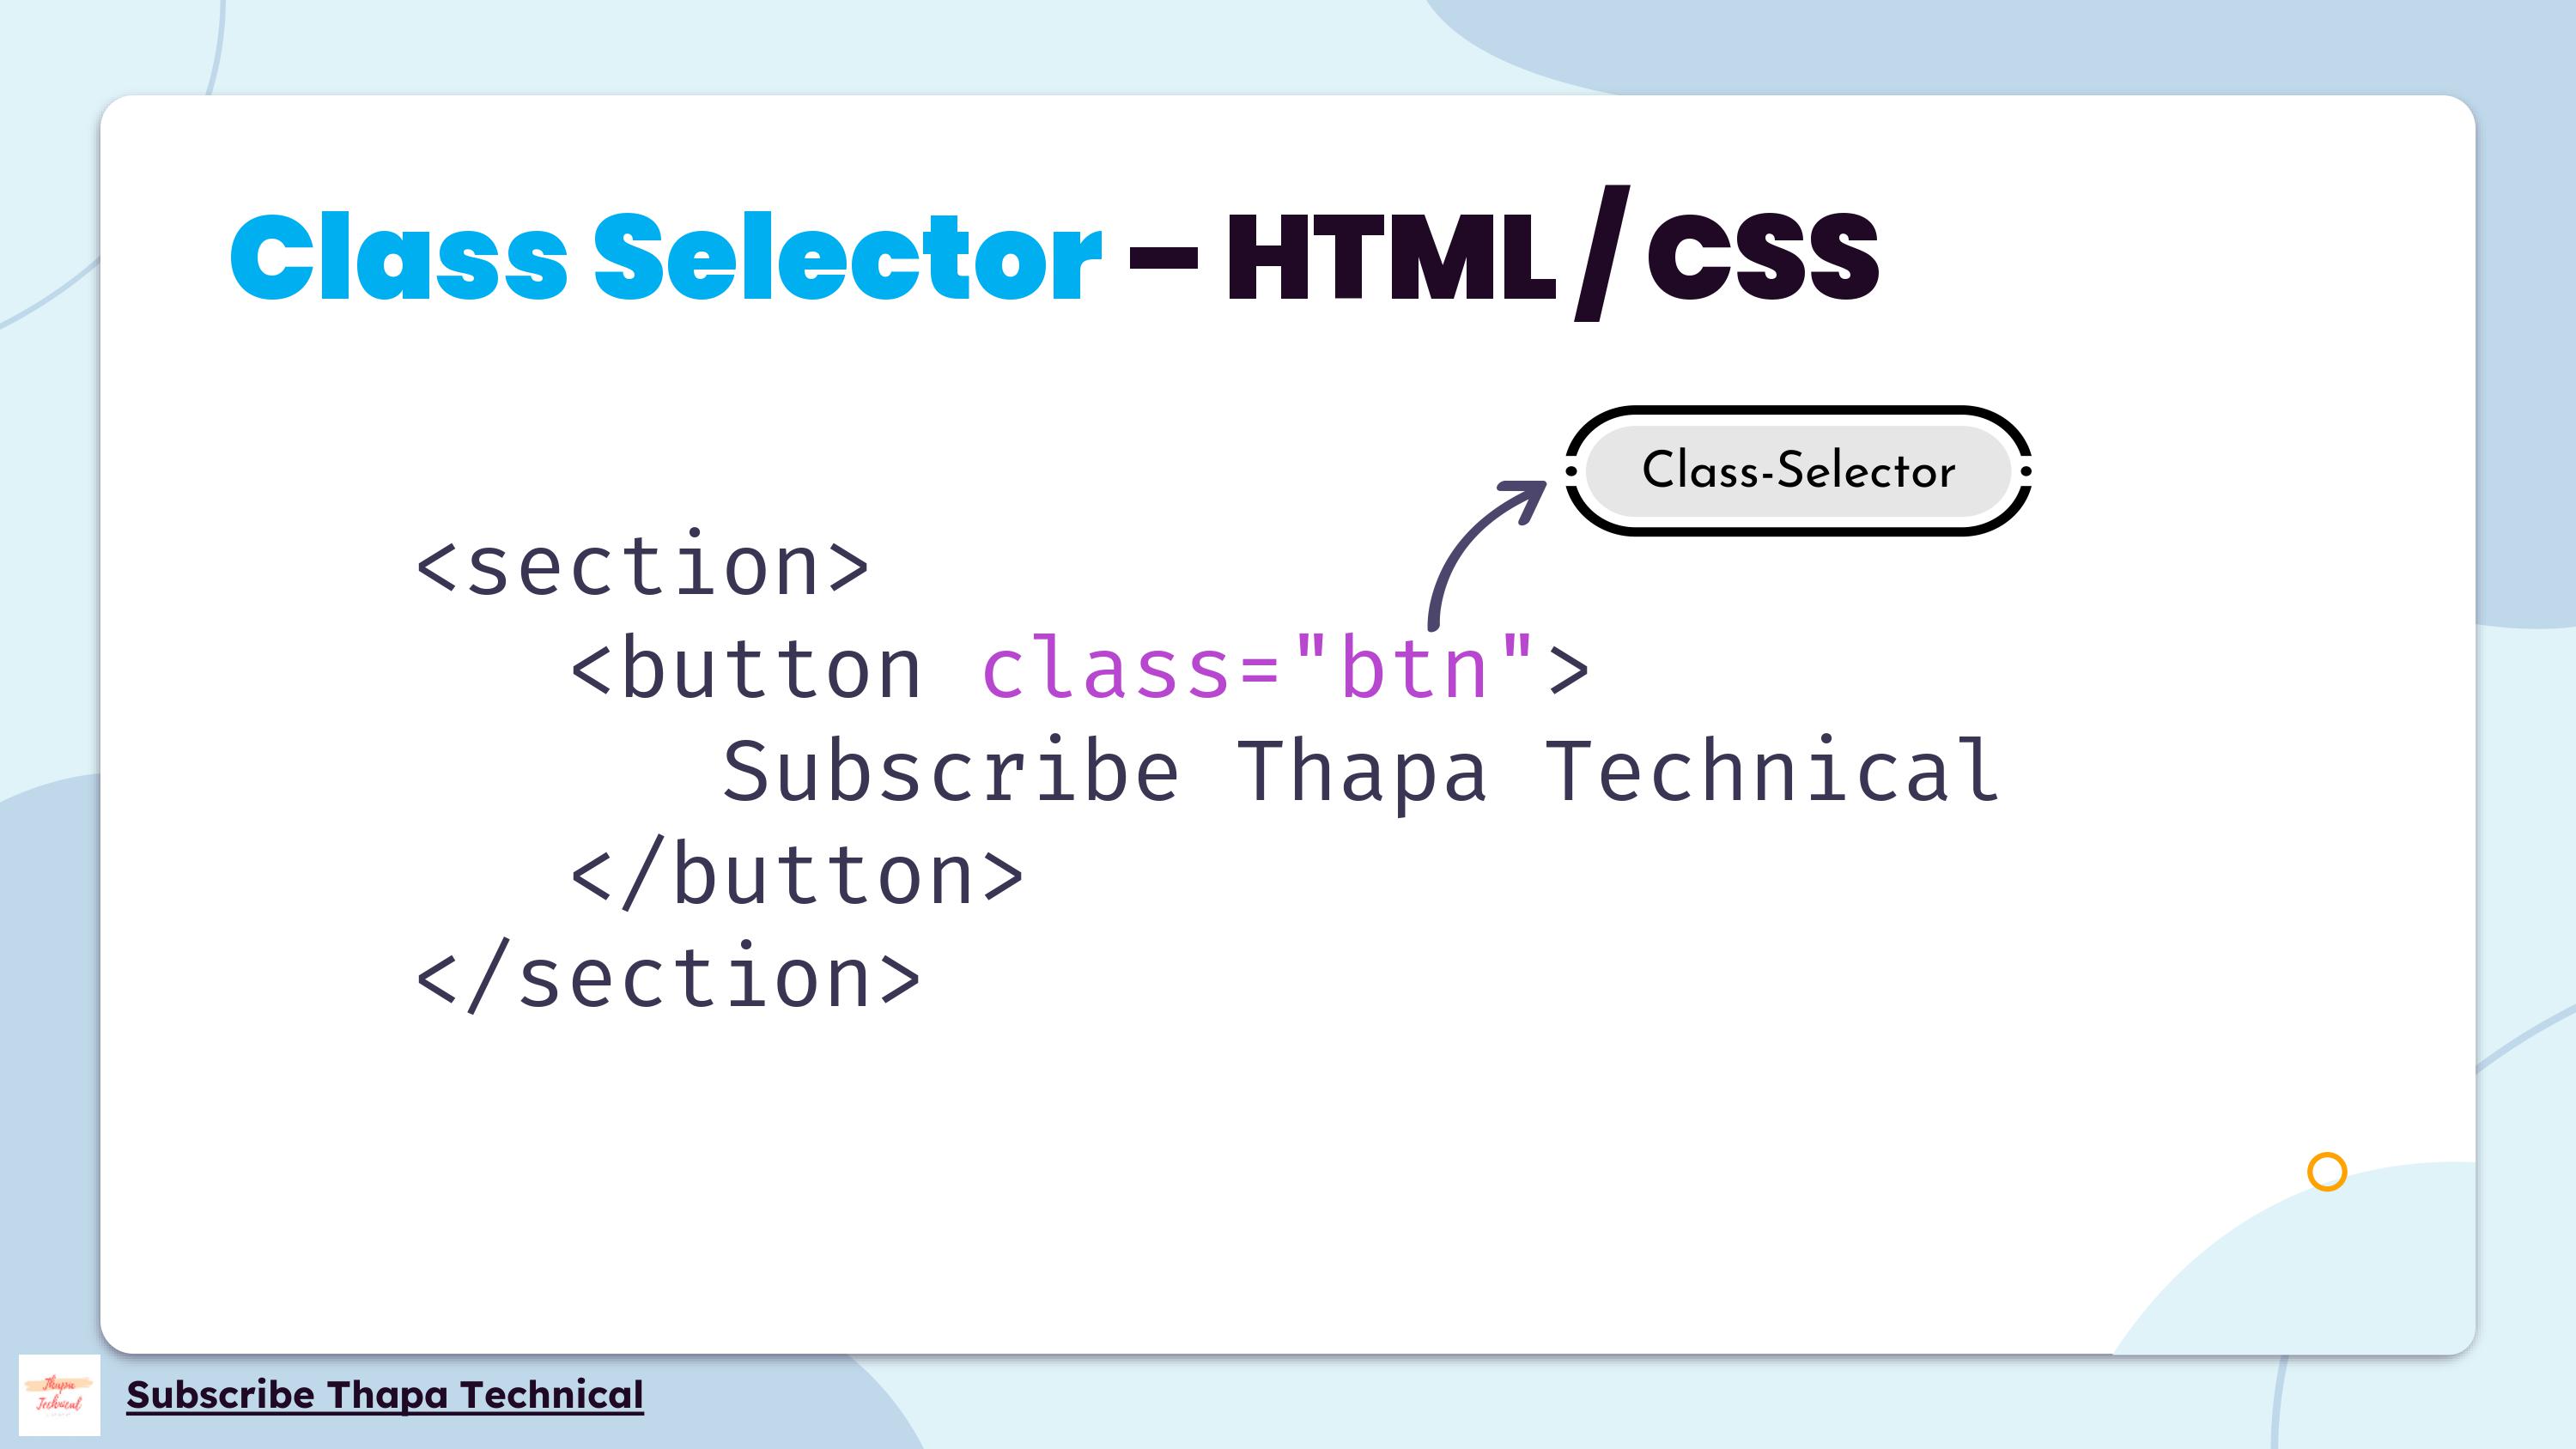 Class Selector – HTML / CSS
Class-Selector
<section>
<button class="btn">
Subscribe Thapa Technical
</button>
</section>
Thapa
Technical
Subscribe Thapa Technical